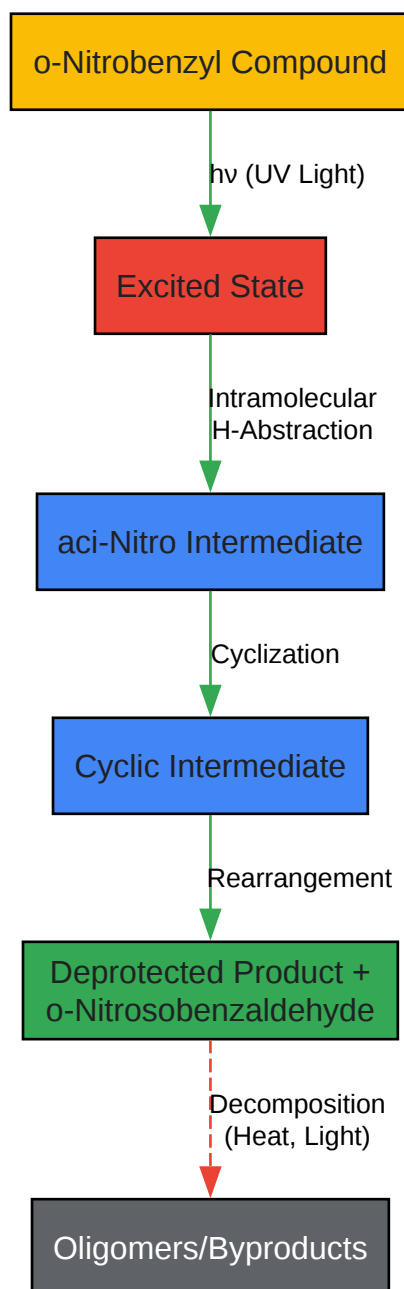 o-Nitrobenzyl Compound
hν (UV Light)
Excited State
Intramolecular
H-Abstraction
aci-Nitro Intermediate
Cyclization
Cyclic Intermediate
Rearrangement
Deprotected Product +
o-Nitrosobenzaldehyde
Decomposition
(Heat, Light)
Oligomers/Byproducts